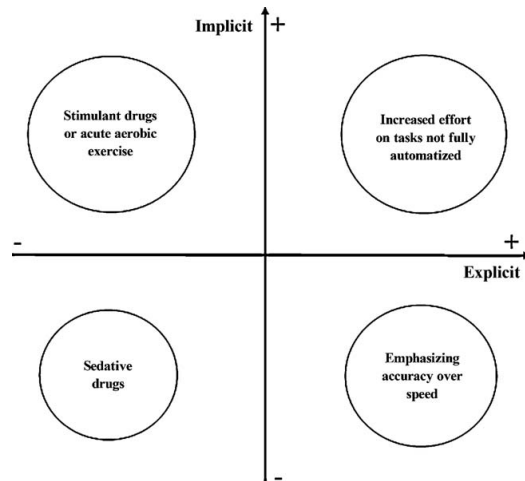 Implicit
+
Stimulant drugs
or acute aerobic
exercise
Increased effort
on tasks not fully
automatized
-
+
Explicit
Sedative
drugs
Emphasizing
accuracy over
speed
-